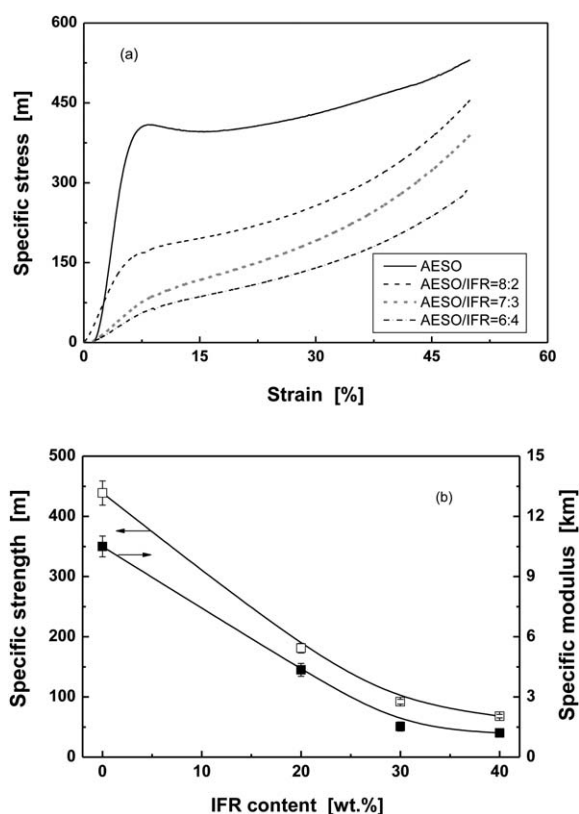 600
(a)
450
300
150
0
Specific stress [m]
AESO
AESO/IFR=8:2
AESO/IFR=7:3
AESO/IFR=6:4
0 15 30 45 60
Strain [%]
500
400
300
200
100
0
Specific strength [m]
(b)
15
12
9
6
3
0
Specific modulus [km]
0 10 20 30 40
IFR content [wt.%]